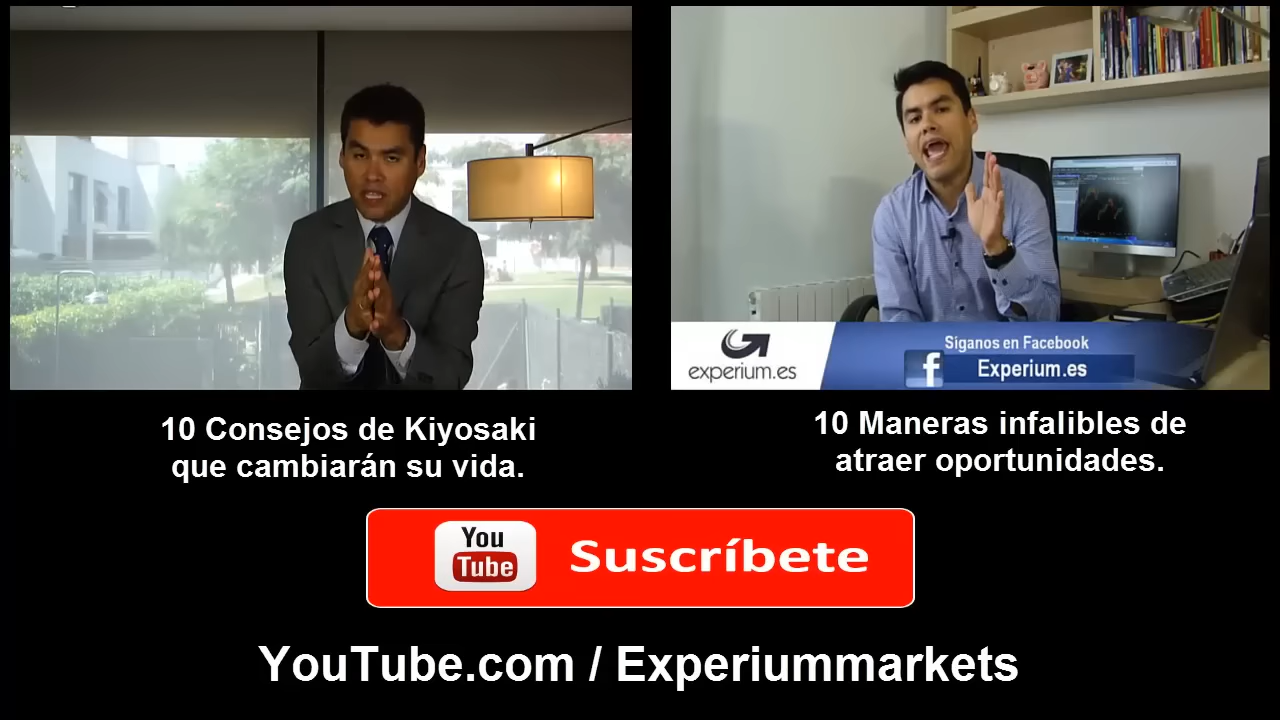 Síganos en Facebook
experium.es
f
Experium.es
10 Consejos de Kiyosaki
que cambiarán su vida.
10 Maneras infalibles de
atraer oportunidades.
You
Tube
Suscríbete
YouTube.com / Experiummarkets